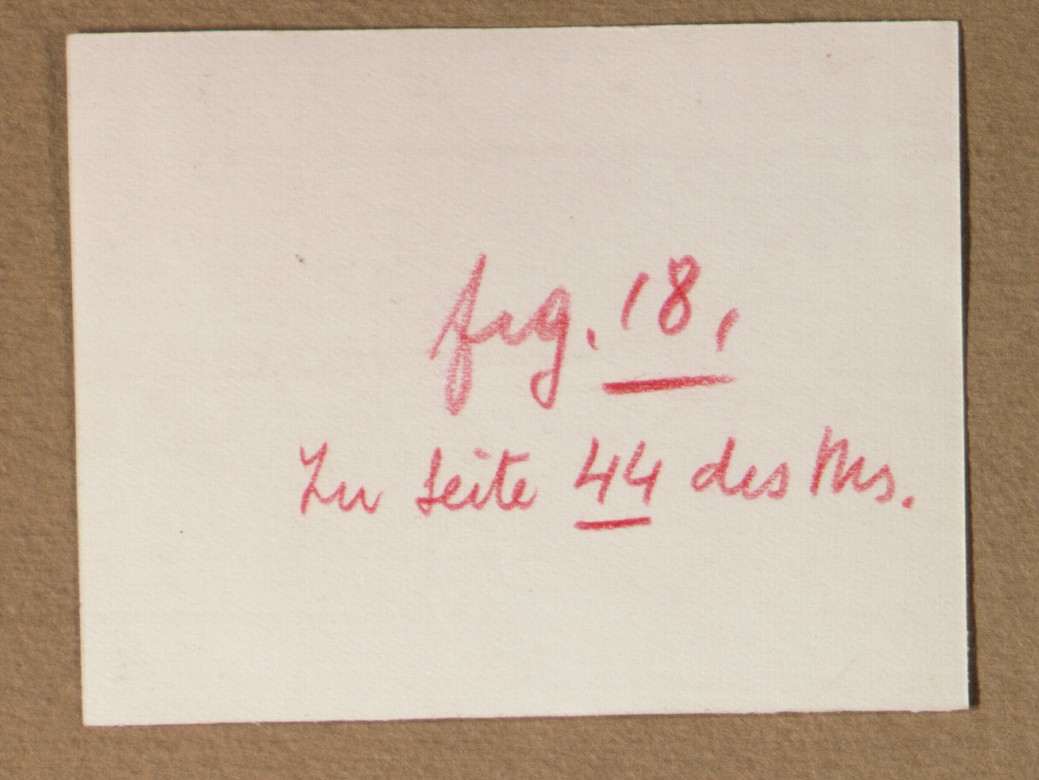 fig. 18,
Zu Seite 44 des Ms.